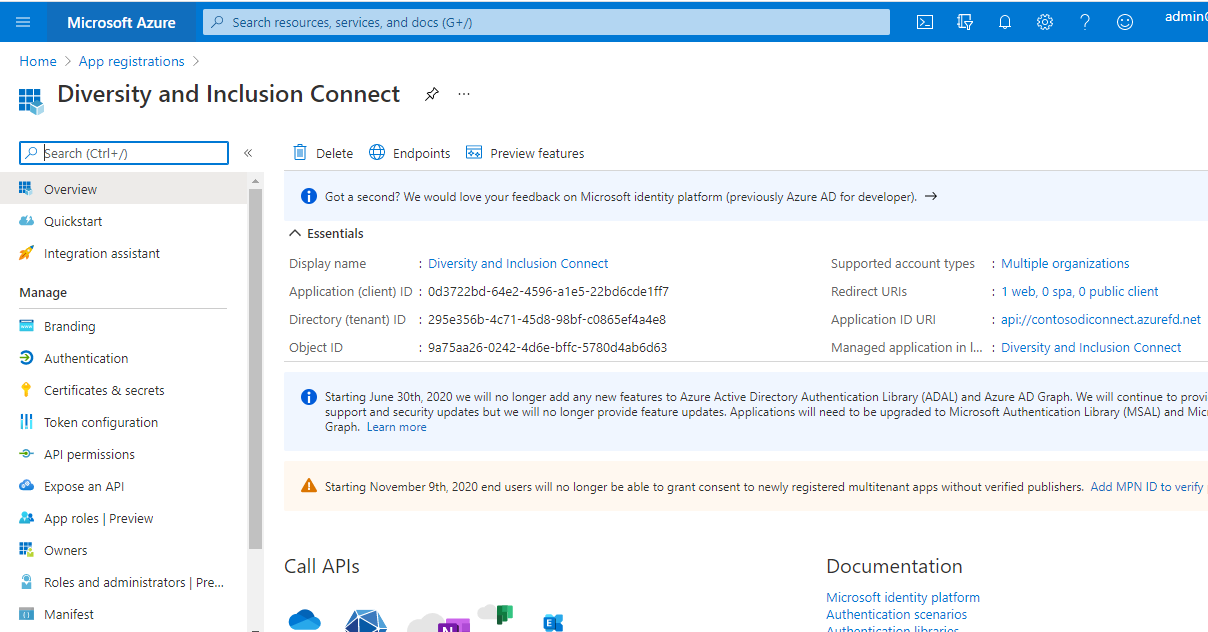 Microsoft Azure
Search resources, services, and docs (G+/)
admin@
Home > App registrations >
Diversity and Inclusion Connect
...
Search (Ctrl+/)
«
Overview
Quickstart
Integration assistant
Manage
Branding
Authentication
Certificates & secrets
Token configuration
API permissions
Expose an API
App roles | Preview
Owners
Roles and administrators | Pre...
Manifest
Delete Endpoints Preview features
Got a second? We would love your feedback on Microsoft identity platform (previously Azure AD for developer). →
Essentials
Display name : Diversity and Inclusion Connect
Application (client) ID : 0d3722bd-64e2-4596-a1e5-22bd6cde1ff7
Directory (tenant) ID : 295e356b-4c71-45d8-98bf-c0865ef4a4e8
Object ID : 9a75aa26-0242-4d6e-bffc-5780d4ab6d63
Supported account types : Multiple organizations
Redirect URIs : 1 web, 0 spa, 0 public client
Application ID URI : api://contosodiconnect.azurefd.net
Managed application in l... : Diversity and Inclusion Connect
Starting June 30th, 2020 we will no longer add any new features to Azure Active Directory Authentication Library (ADAL) and Azure AD Graph. We will continue to provi
support and security updates but we will no longer provide feature updates. Applications will need to be upgraded to Microsoft Authentication Library (MSAL) and Mic
Graph. Learn more
Starting November 9th, 2020 end users will no longer be able to grant consent to newly registered multitenant apps without verified publishers. Add MPN ID to verify
Call APIs
N
E
Documentation
Microsoft identity platform
Authentication scenarios
Authentication libraries